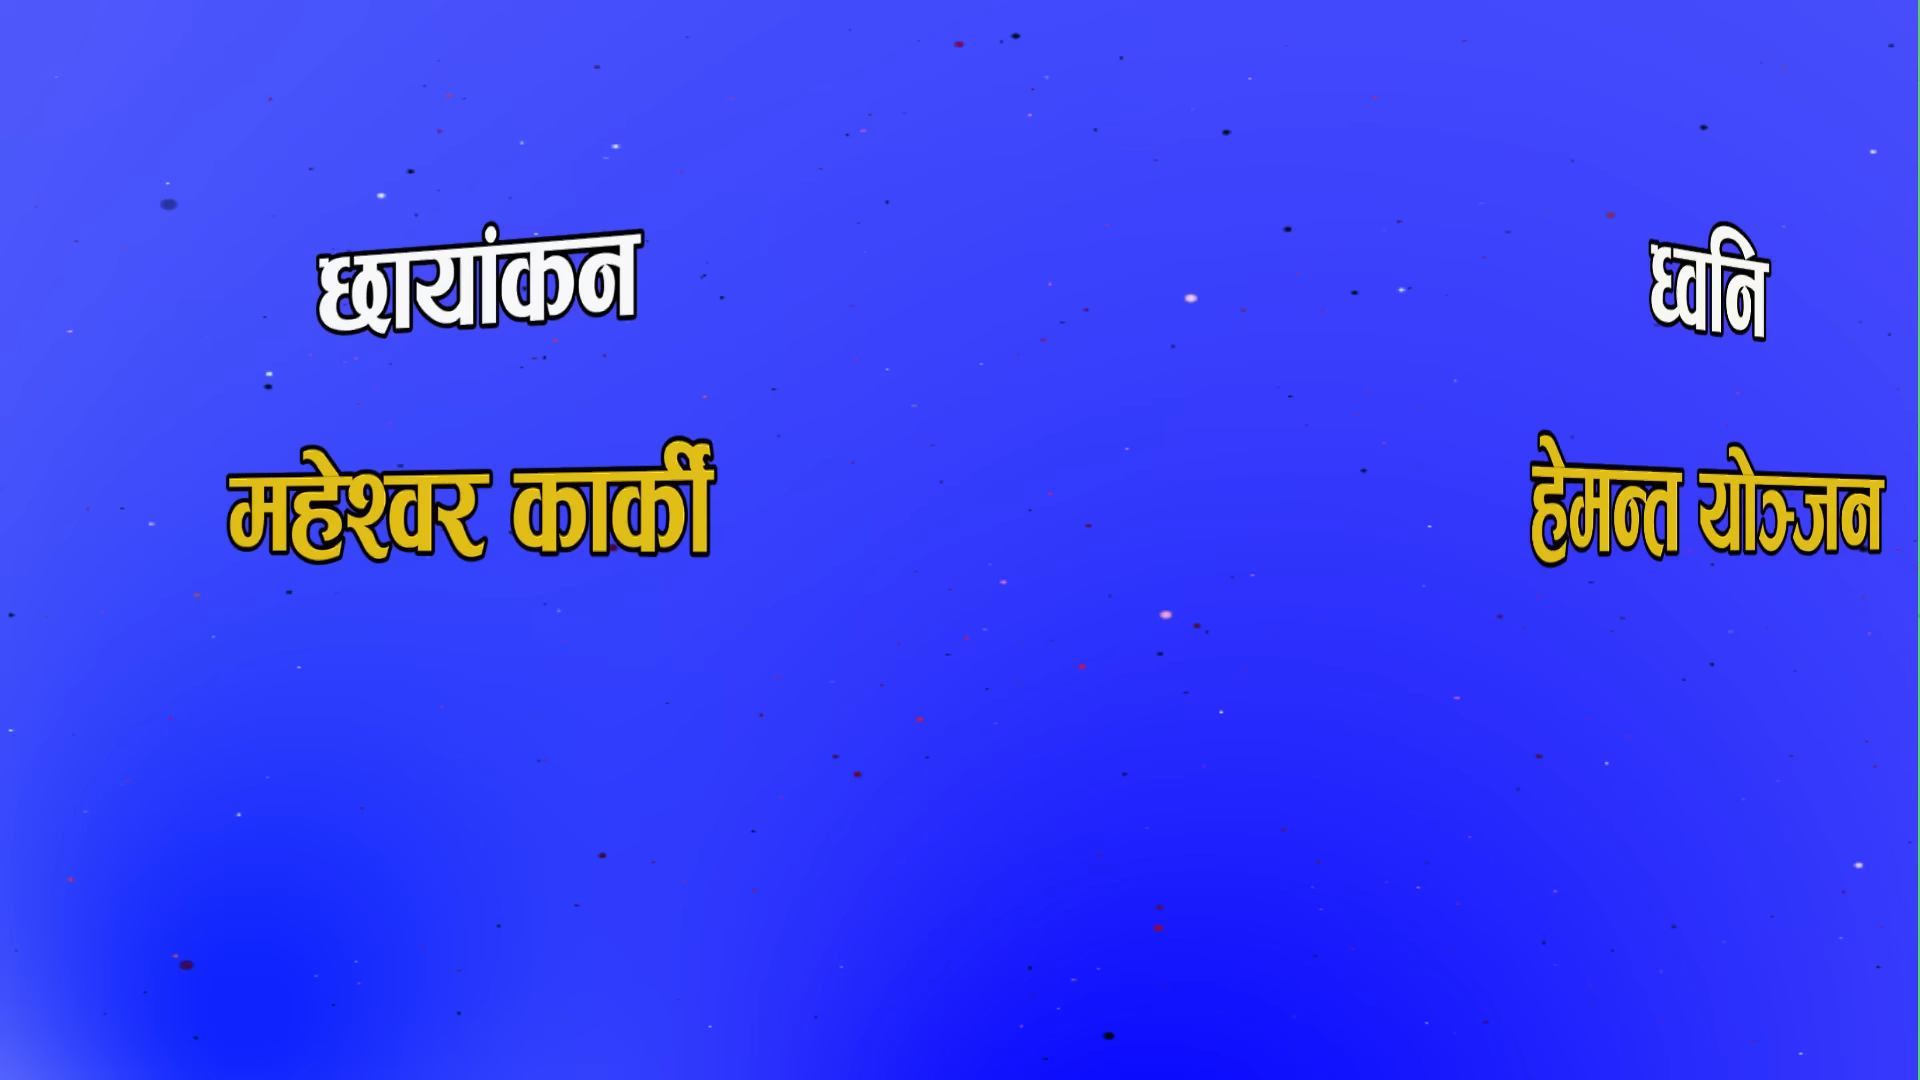 छायांकन
महेश्वर कार्की
ध्वनि
हेमन्त योञ्जन